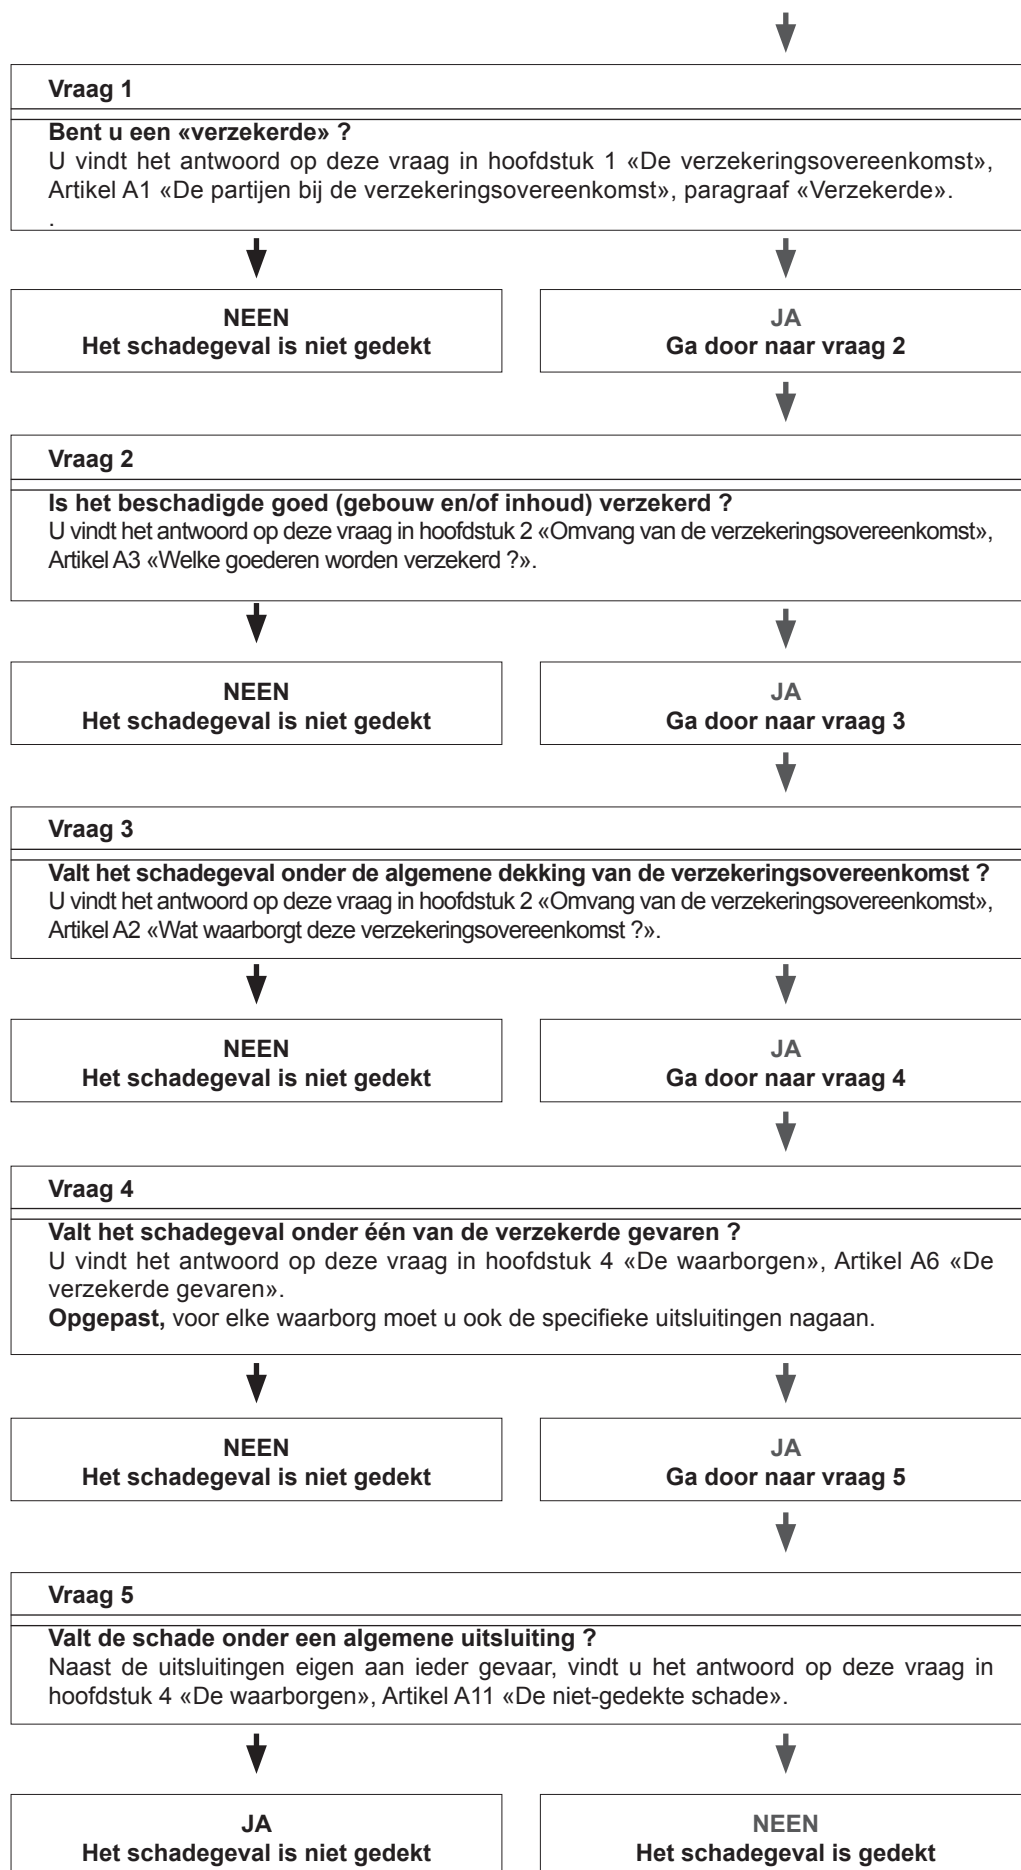 Vraag 1
Bent u een «verzekerde» ?
U vindt het antwoord op deze vraag in hoofdstuk 1 «De verzekeringsovereenkomst»,
Artikel A1 «De partijen bij de verzekeringsovereenkomst», paragraaf «Verzekerde».
.
NEEN
Het schadegeval is niet gedekt
JA
Ga door naar vraag 2
Vraag 2
Is het beschadigde goed (gebouw en/of inhoud) verzekerd ?
U vindt het antwoord op deze vraag in hoofdstuk 2 «Omvang van de verzekeringsovereenkomst»,
Artikel A3 «Welke goederen worden verzekerd ?».
NEEN
Het schadegeval is niet gedekt
JA
Ga door naar vraag 3
Vraag 3
Valt het schadegeval onder de algemene dekking van de verzekeringsovereenkomst ?
U vindt het antwoord op deze vraag in hoofdstuk 2 «Omvang van de verzekeringsovereenkomst»,
Artikel A2 «Wat waarborgt deze verzekeringsovereenkomst ?».
NEEN
Het schadegeval is niet gedekt
JA
Ga door naar vraag 4
Vraag 4
Valt het schadegeval onder één van de verzekerde gevaren ?
U vindt het antwoord op deze vraag in hoofdstuk 4 «De waarborgen», Artikel A6 «De
verzekerde gevaren».
Opgepast, voor elke waarborg moet u ook de specifieke uitsluitingen nagaan.
NEEN
Het schadegeval is niet gedekt
JA
Ga door naar vraag 5
Vraag 5
Valt de schade onder een algemene uitsluiting ?
Naast de uitsluitingen eigen aan ieder gevaar, vindt u het antwoord op deze vraag in
hoofdstuk 4 «De waarborgen», Artikel A11 «De niet-gedekte schade».
JA
Het schadegeval is niet gedekt
NEEN
Het schadegeval is gedekt